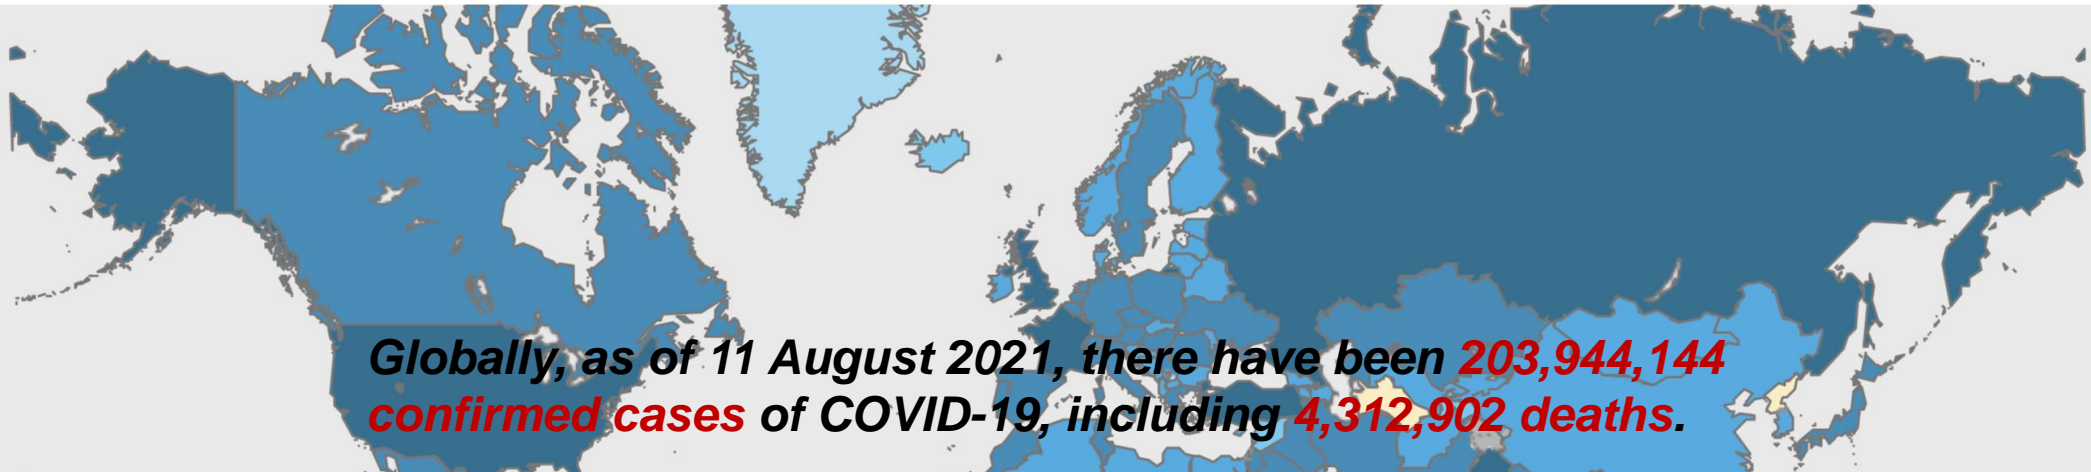 Globally, as of 11 August 2021, there have been 203,944,144
confirmed cases of COVID-19, including 4,312,902 deaths.